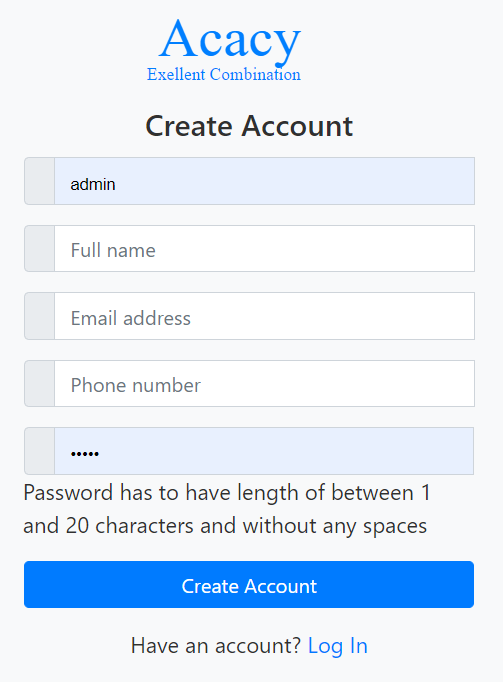 Acacy
Exellent Combination
Create Account
admin
Full name
Email address
Phone number
•••••
Password has to have length of between 1
and 20 characters and without any spaces
Create Account
Have an account? Log In